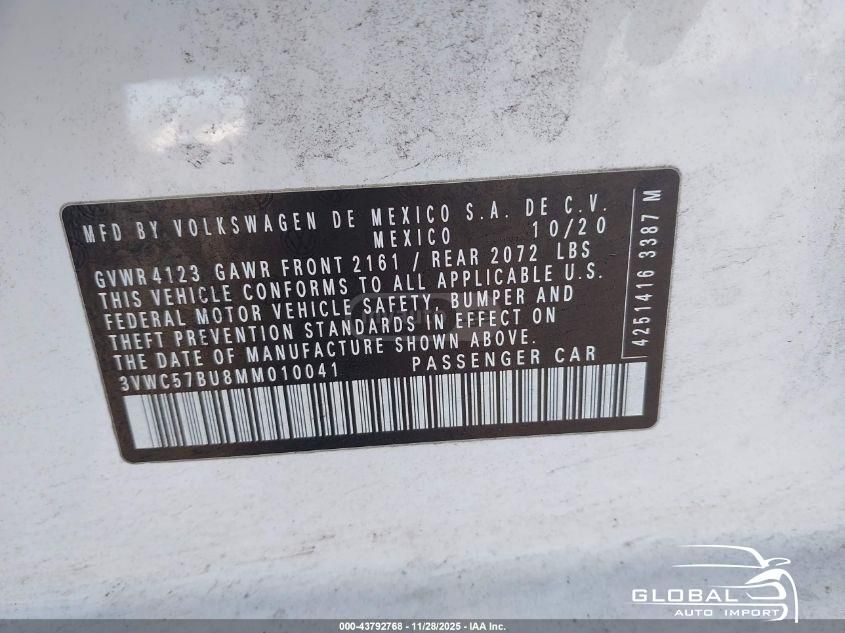 MFD BY VOLKSWAGEN DE MEXICO S.A. DE C.V.
MEXICO 10/20
GVWR 4123 GAWR FRONT 2161 / REAR 2072 LBS
THIS VEHICLE CONFORMS TO ALL APPLICABLE U.S.
FEDERAL MOTOR VEHICLE SAFETY, BUMPER AND
THEFT PREVENTION STANDARDS IN EFFECT ON
THE DATE OF MANUFACTURE SHOWN ABOVE.
3VWC57BU8MM010041 PASSENGER CAR
4251416 3387 M
GLOBAL
AUTO IMPORT
000-43792768 - 11/28/2025 - IAA Inc.